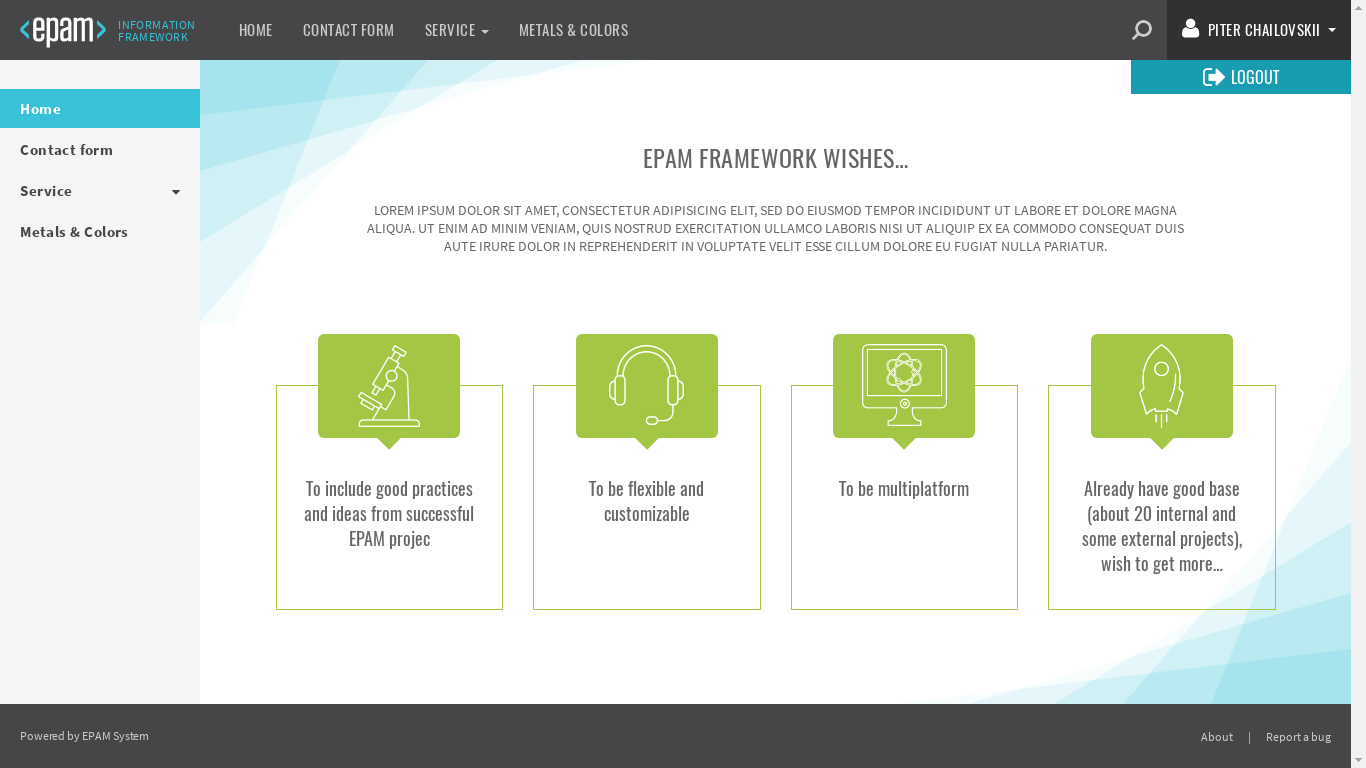 epam INFORMATION
FRAMEWORK
HOME CONTACT FORM SERVICE METALS & COLORS PITER CHAILOVSKII
LOGOUT
Home
Contact form
Service
Metals & Colors
EPAM FRAMEWORK WISHES…
LOREM IPSUM DOLOR SIT AMET, CONSECTETUR ADIPISICING ELIT, SED DO EIUSMOD TEMPOR INCIDIDUNT UT LABORE ET DOLORE MAGNA
ALIQUA. UT ENIM AD MINIM VENIAM, QUIS NOSTRUD EXERCITATION ULLAMCO LABORIS NISI UT ALIQUIP EX EA COMMODO CONSEQUAT DUIS
AUTE IRURE DOLOR IN REPREHENDERIT IN VOLUPTATE VELIT ESSE CILLUM DOLORE EU FUGIAT NULLA PARIATUR.
To include good practices
and ideas from successful
EPAM projec
To be flexible and
customizable
To be multiplatform
Already have good base
(about 20 internal and
some external projects),
wish to get more…
Powered by EPAM System
About | Report a bug